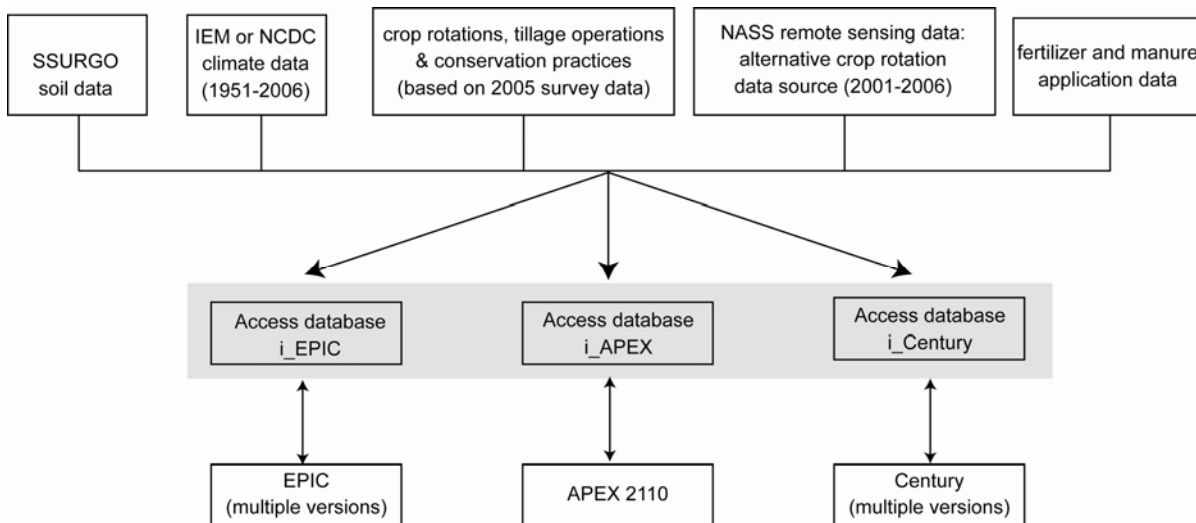 SSURGO
soil data
IEM or NCDC
climate data
(1951-2006)
crop rotations, tillage operations
& conservation practices
(based on 2005 survey data)
NASS remote sensing data:
alternative crop rotation
data source (2001-2006)
fertilizer and manure
application data
Access database
i_EPIC
Access database
i_APEX
Access database
i_Century
EPIC
(multiple versions)
APEX 2110
Century
(multiple versions)